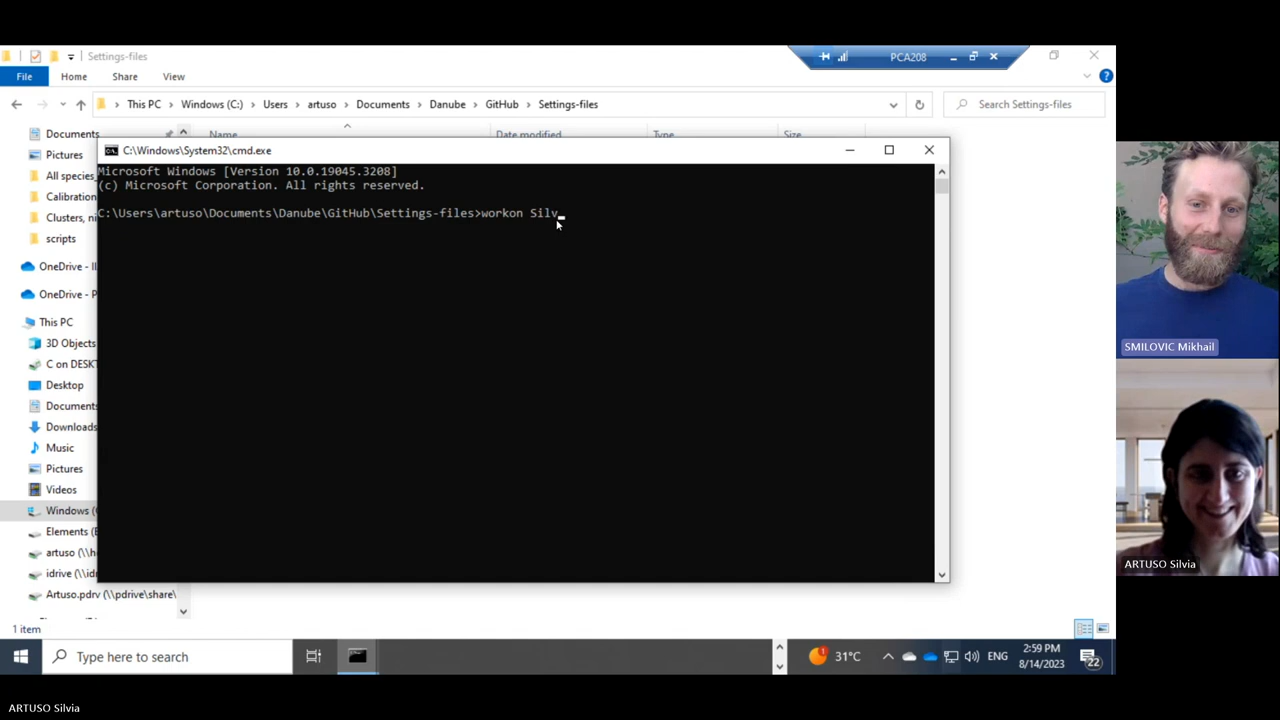 Settings-files
PCA208
File
Home
Share
View
This PC
Windows (C:)
Users
artuso
Documents
Danube
GitHub
Settings-files
Search Settings-files
Name
Date modified
Type
Size
Documents
Pictures
All species_
Calibration
Clusters, ni
scripts
OneDrive - II
OneDrive - P
This PC
3D Objects
C on DESKT
Desktop
Documents
Downloads
Music
Pictures
Videos
Windows (
Elements (E
artuso (\\h
idrive (\\id
Artuso.pdrv (\\pdrive\share\
1 item
C:\Windows\System32\cmd.exe
Microsoft Windows [Version 10.0.19045.3208]
(c) Microsoft Corporation. All rights reserved.
C:\Users\artuso\Documents\Danube\GitHub\Settings-files>workon Silv
Type here to search
1
31°C
ENG
2:59 PM
8/14/2023
22
SMILOVIC Mikhail
ARTUSO Silvia
ARTUSO Silvia